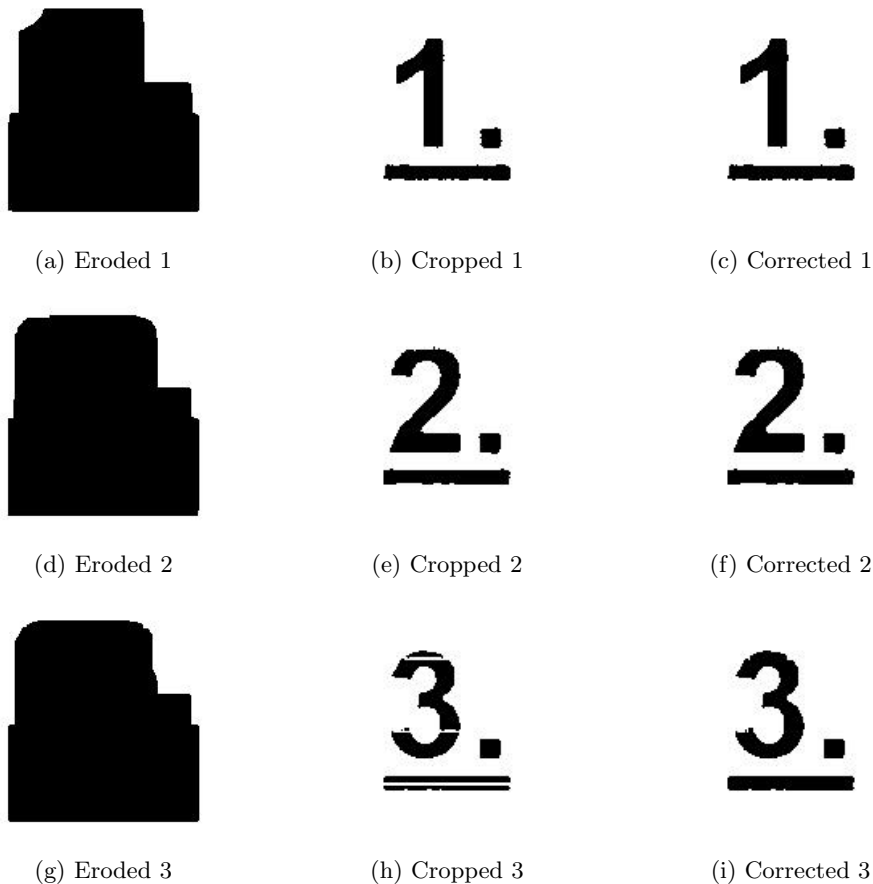 1. 1.
(a) Eroded 1 (b) Cropped 1 (c) Corrected 1
2. 2.
(d) Eroded 2 (e) Cropped 2 (f) Corrected 2
3. 3.
(g) Eroded 3 (h) Cropped 3 (i) Corrected 3